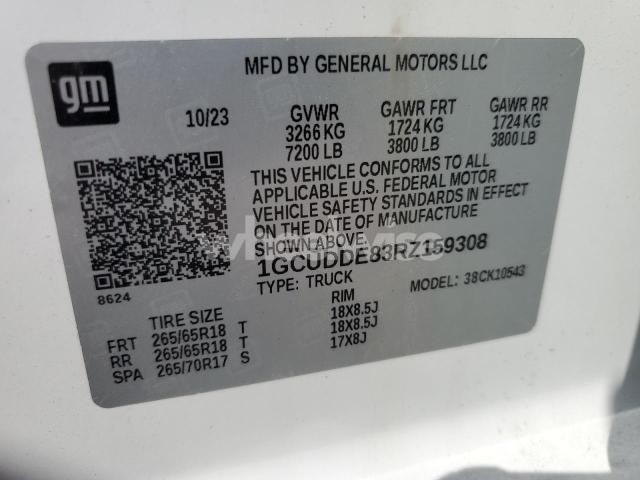 gm
MFD BY GENERAL MOTORS LLC
10/23 GVWR GAWR FRT GAWR RR
3266 KG 1724 KG 1724 KG
7200 LB 3800 LB 3800 LB
THIS VEHICLE CONFORMS TO ALL
APPLICABLE U.S. FEDERAL MOTOR
VEHICLE SAFETY STANDARDS IN EFFECT
ON THE DATE OF MANUFACTURE
SHOWN ABOVE.
1GCUDDE83RZ159308
8624 TYPE: TRUCK MODEL: 38CK10543
TIRE SIZE RIM
FRT 265/65R18 T 18X8.5J
RR 265/65R18 T 18X8.5J
SPA 265/70R17 S 17X8J